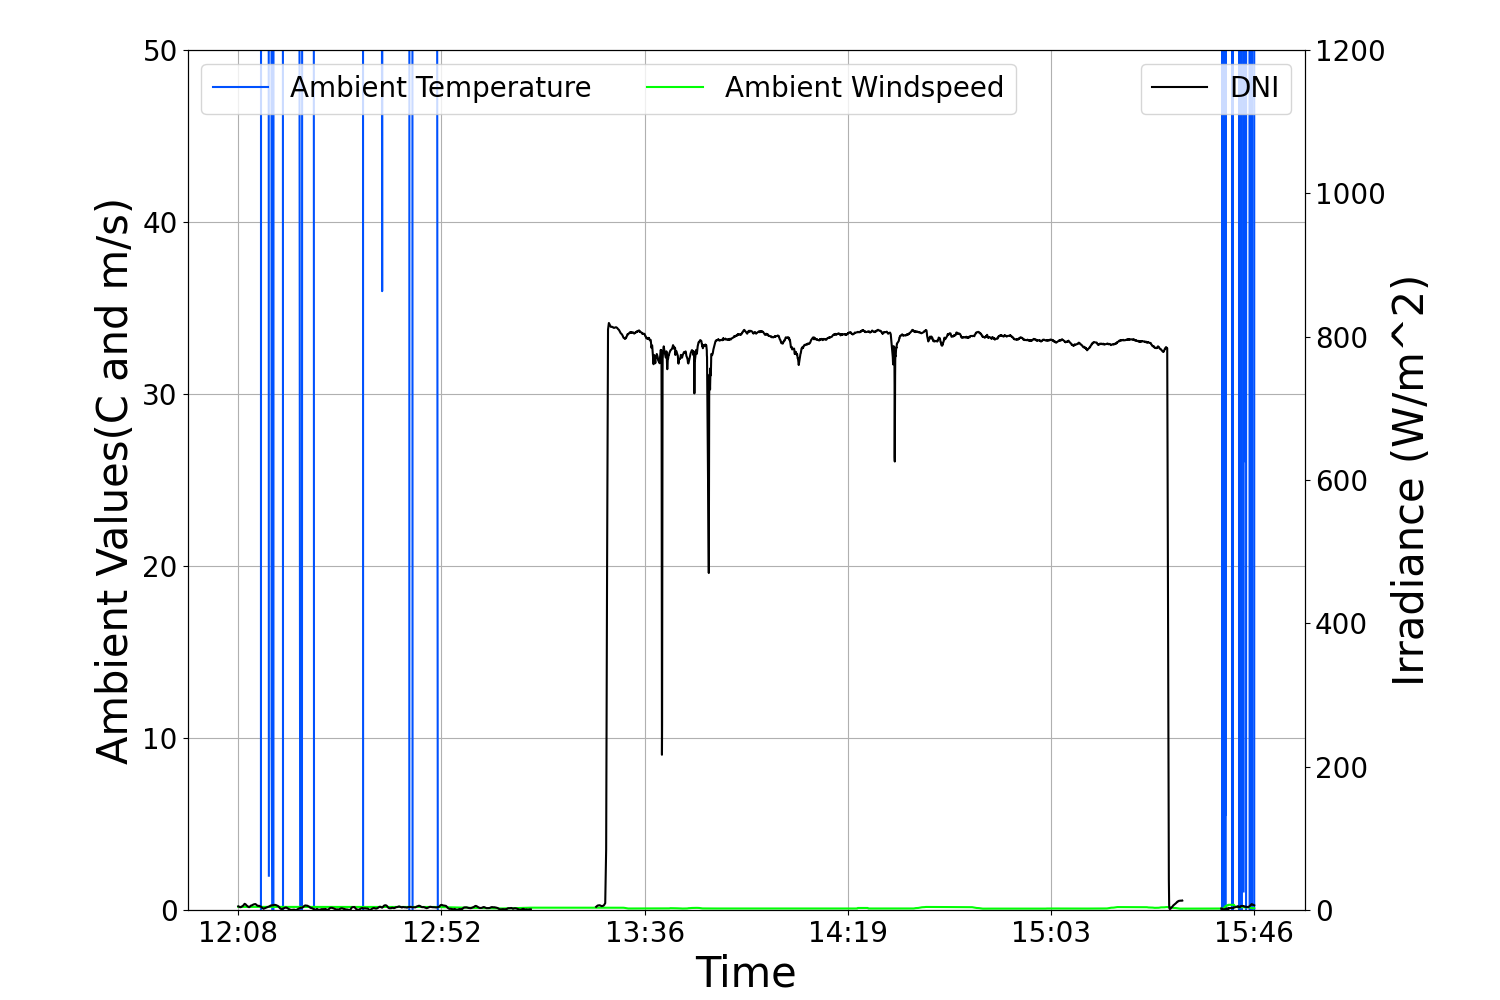 Ambient Temperature Ambient Windspeed DNI
Ambient Values(C and m/s)
50
40
30
20
10
0
1200
1000
800
600
400
200
0
Irradiance (W/m^2)
12:08 12:52 13:36 14:19 15:03 15:46
Time